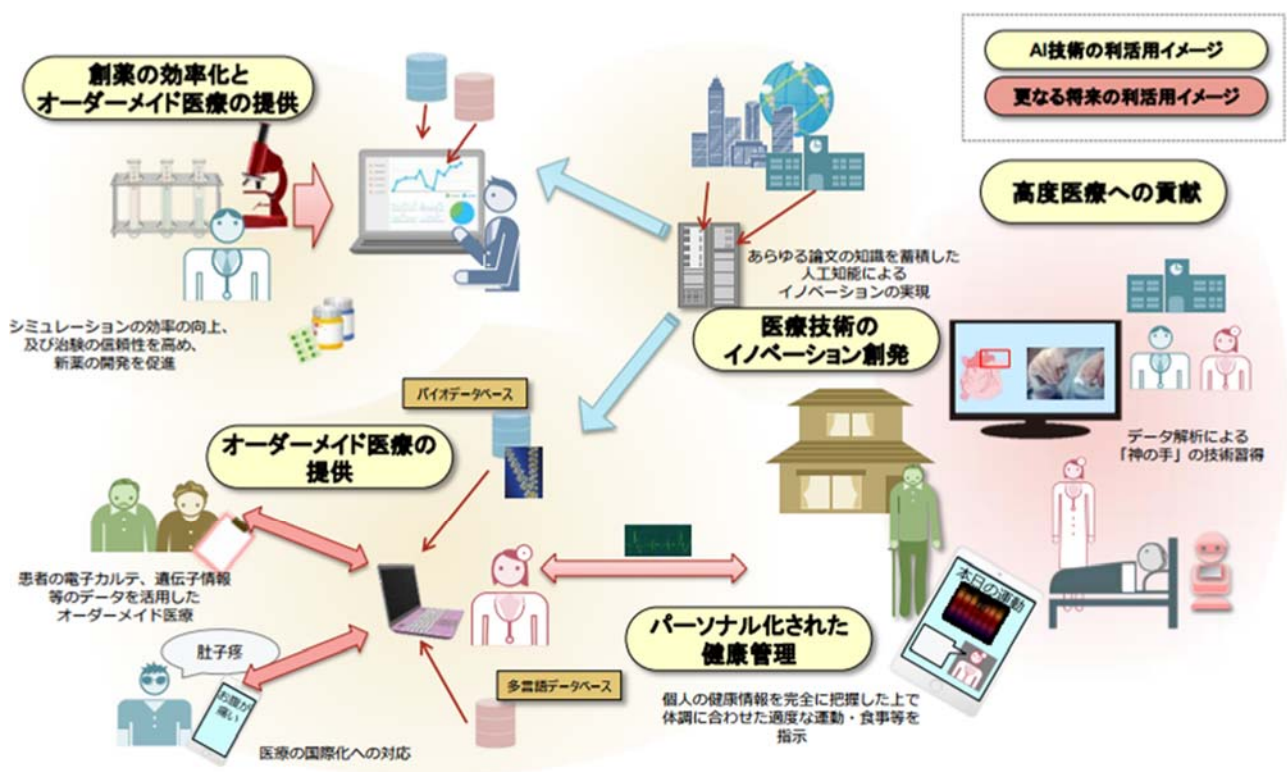 創薬の効率化と
オーダーメイド医療の提供
AI技術の利活用イメージ
更なる将来の利活用イメージ
高度医療への貢献
あらゆる論文の知識を蓄積した
人工知能による
イノベーションの実現
医療技術の
イノベーション創発
シミュレーションの効率の向上、
及び治験の信頼性を高め、
新薬の開発を促進
バイオデータベース
オーダーメイド医療の
提供
データ解析による
「神の手」の技術習得
患者の電子カルテ、遺伝子情報
等のデータを活用した
オーダーメイド医療
本日の運動
パーソナル化された
健康管理
肚子疼
お腹が
痛い
多言語データベース
個人の健康情報を完全に把握した上で
体調に合わせた適度な運動・食事等を
指示
医療の国際化への対応